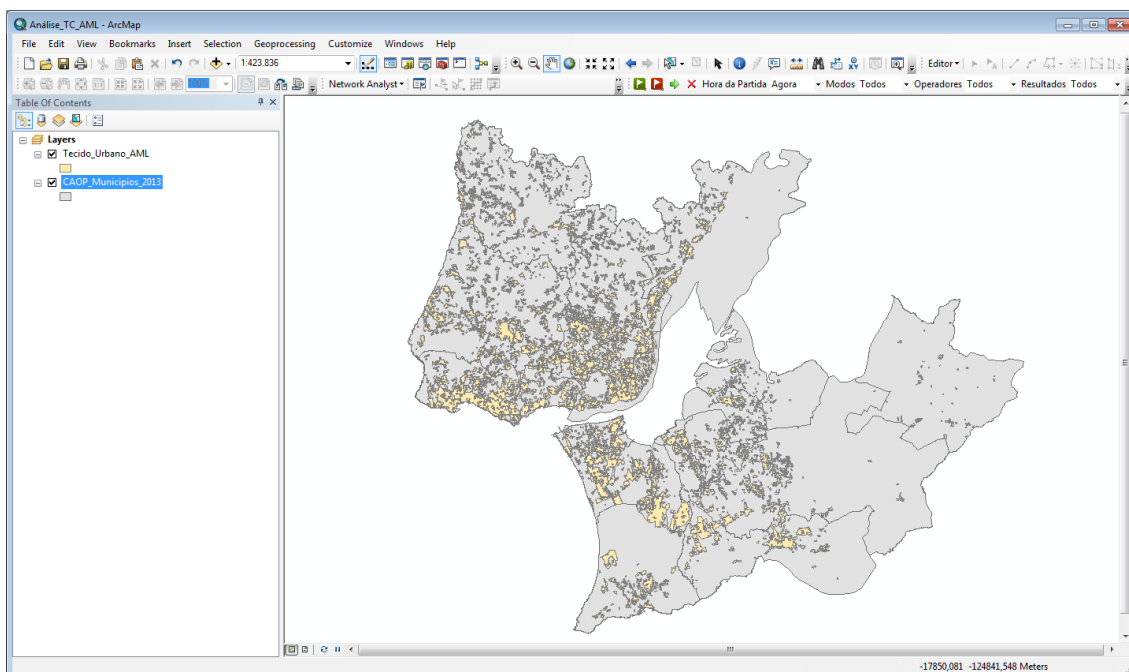 Análise_TC_AML - ArcMap
File Edit View Bookmarks Insert Selection Geoprocessing Customize Windows Help
1:423.836 Editor
100% Network Analyst Hora da Partida Agora Modos Todos Operadores Todos Resultados Todos
Table Of Contents
Layers
Tecido_Urbano_AML
CAOP_Municipios_2013
-17850,081 -124841,548 Meters